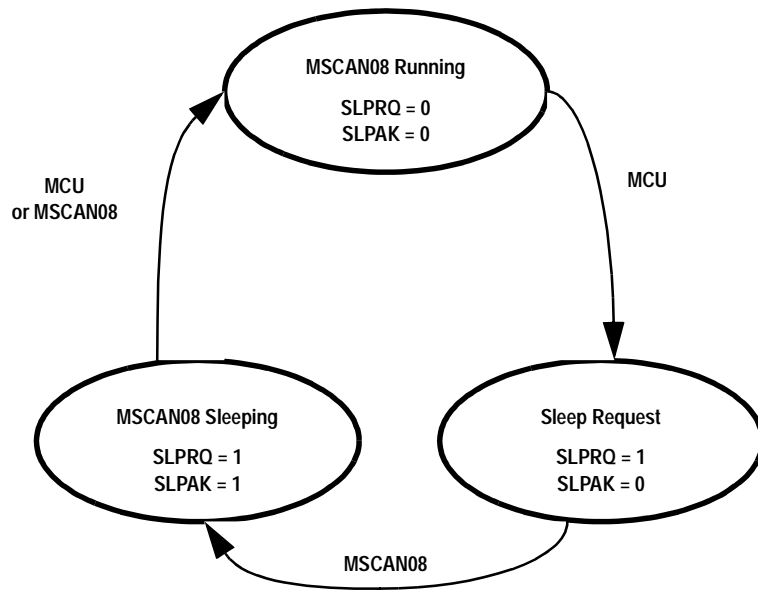 MSCAN08 Running
SLPRQ = 0
SLPAK = 0
MCU
or MSCAN08
MCU
MSCAN08 Sleeping
SLPRQ = 1
SLPAK = 1
Sleep Request
SLPRQ = 1
SLPAK = 0
MSCAN08